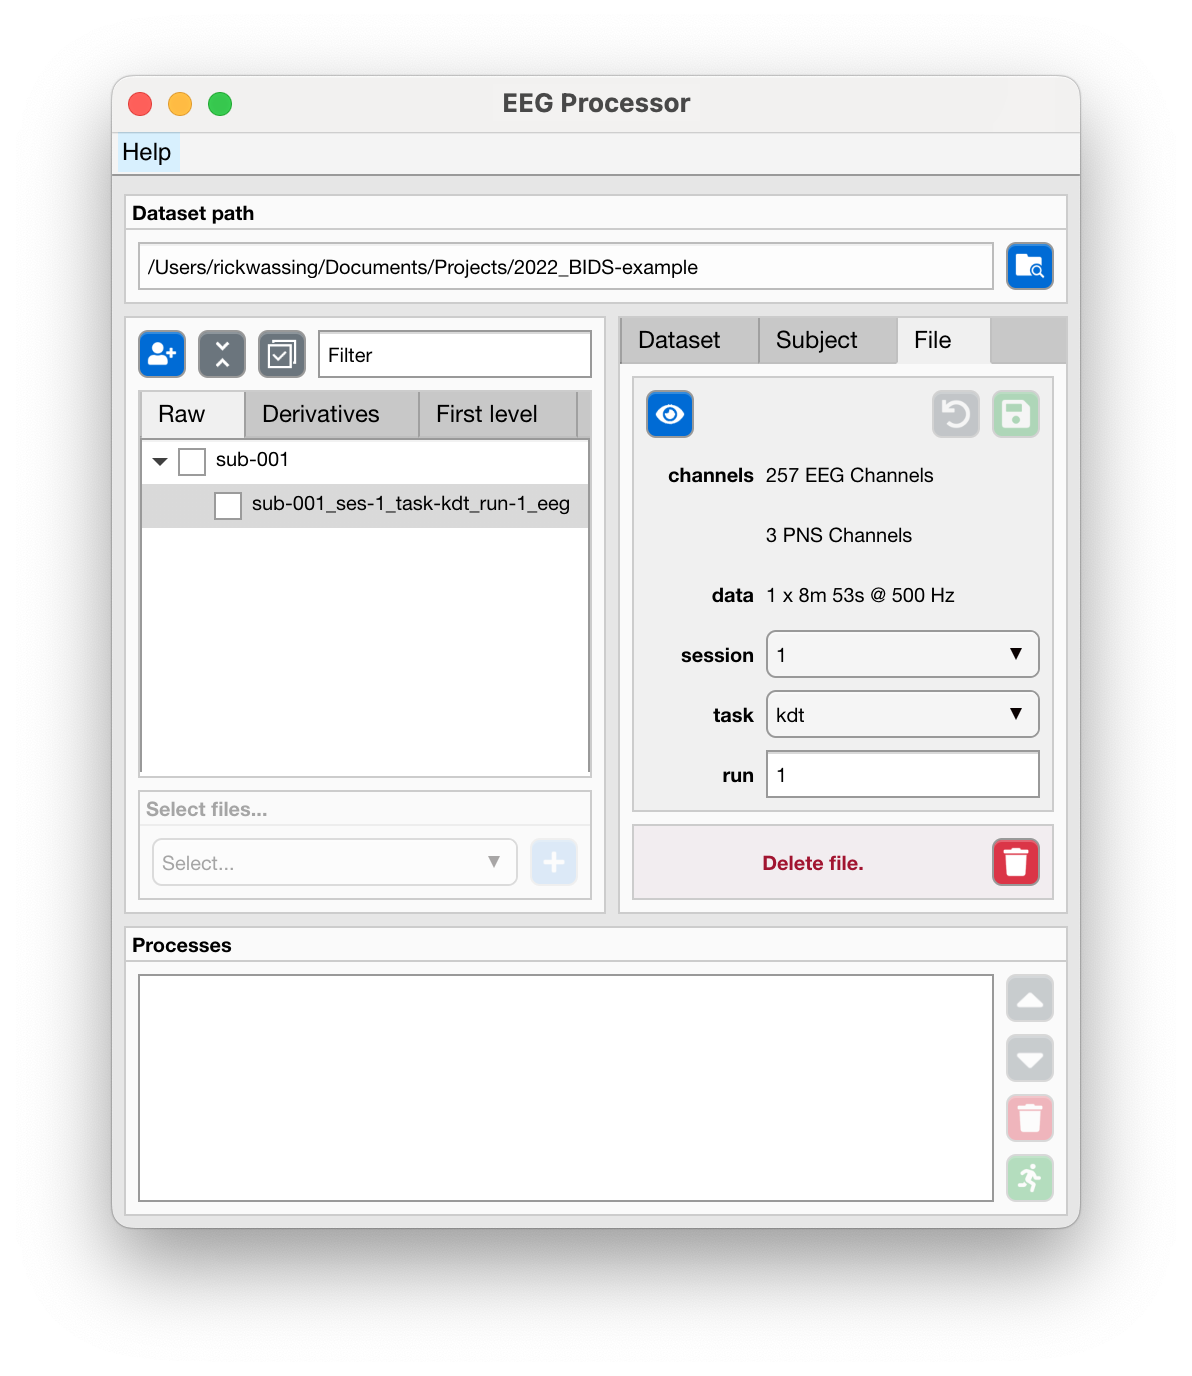 EEG Processor
Help
Dataset path
/Users/rickwassing/Documents/Projects/2022_BIDS-example
Filter
Raw Derivatives First level
sub-001
sub-001_ses-1_task-kdt_run-1_eeg
Select files...
Select...
Dataset Subject File
channels 257 EEG Channels
3 PNS Channels
data 1 x 8m 53s @ 500 Hz
session 1
task kdt
run 1
Delete file.
Processes